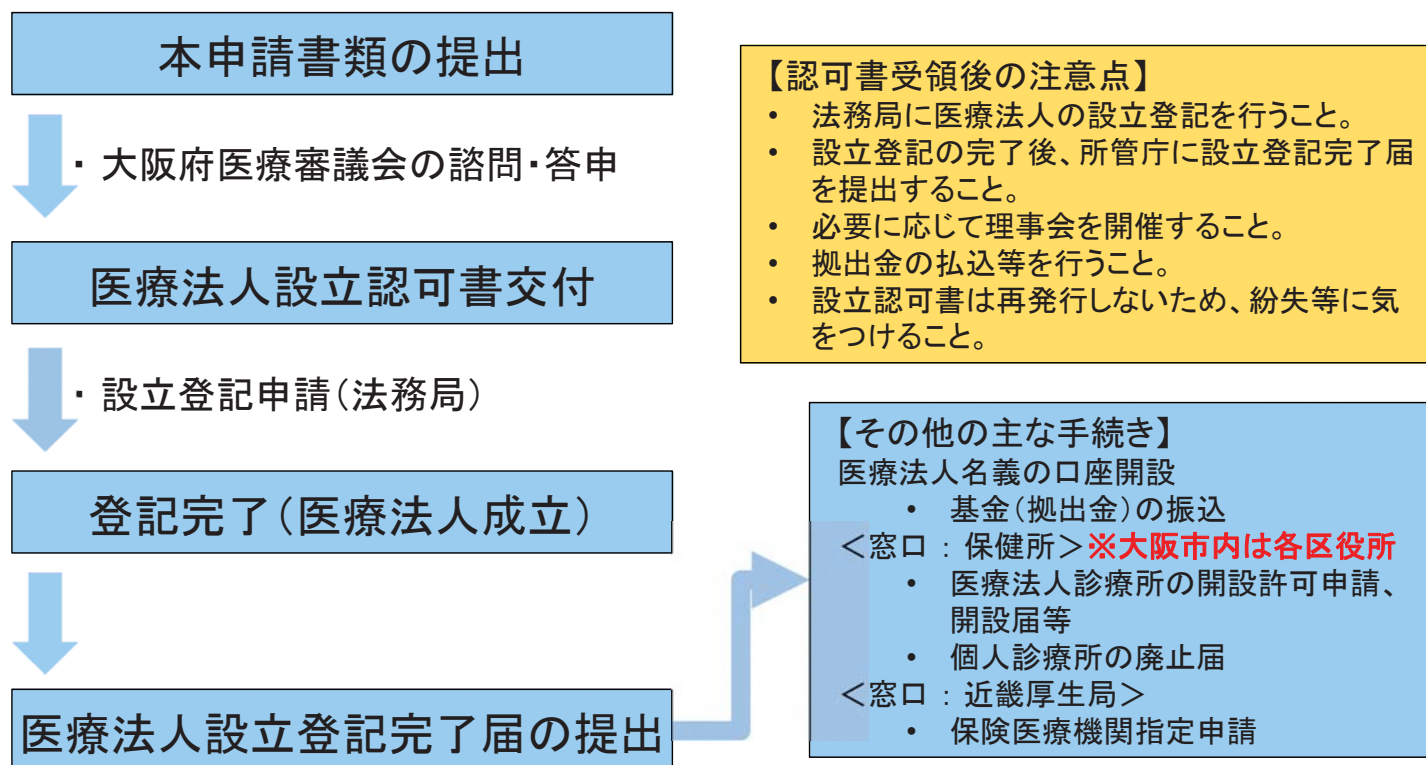 本申請書類の提出
・ 大阪府医療審議会の諮問・答申
医療法人設立認可書交付
・ 設立登記申請（法務局）
登記完了（医療法人成立）
医療法人設立登記完了届の提出
【認可書受領後の注意点】
• 法務局に医療法人の設立登記を行うこと。
• 設立登記の完了後、所管庁に設立登記完了届
を提出すること。
• 必要に応じて理事会を開催すること。
• 拠出金の払込等を行うこと。
• 設立認可書は再発行しないため、紛失等に気
をつけること。
【その他の主な手続き】
医療法人名義の口座開設
• 基金（拠出金）の振込
＜窓口：保健所＞※大阪市内は各区役所
• 医療法人診療所の開設許可申請、
開設届等
• 個人診療所の廃止届
＜窓口：近畿厚生局＞
• 保険医療機関指定申請